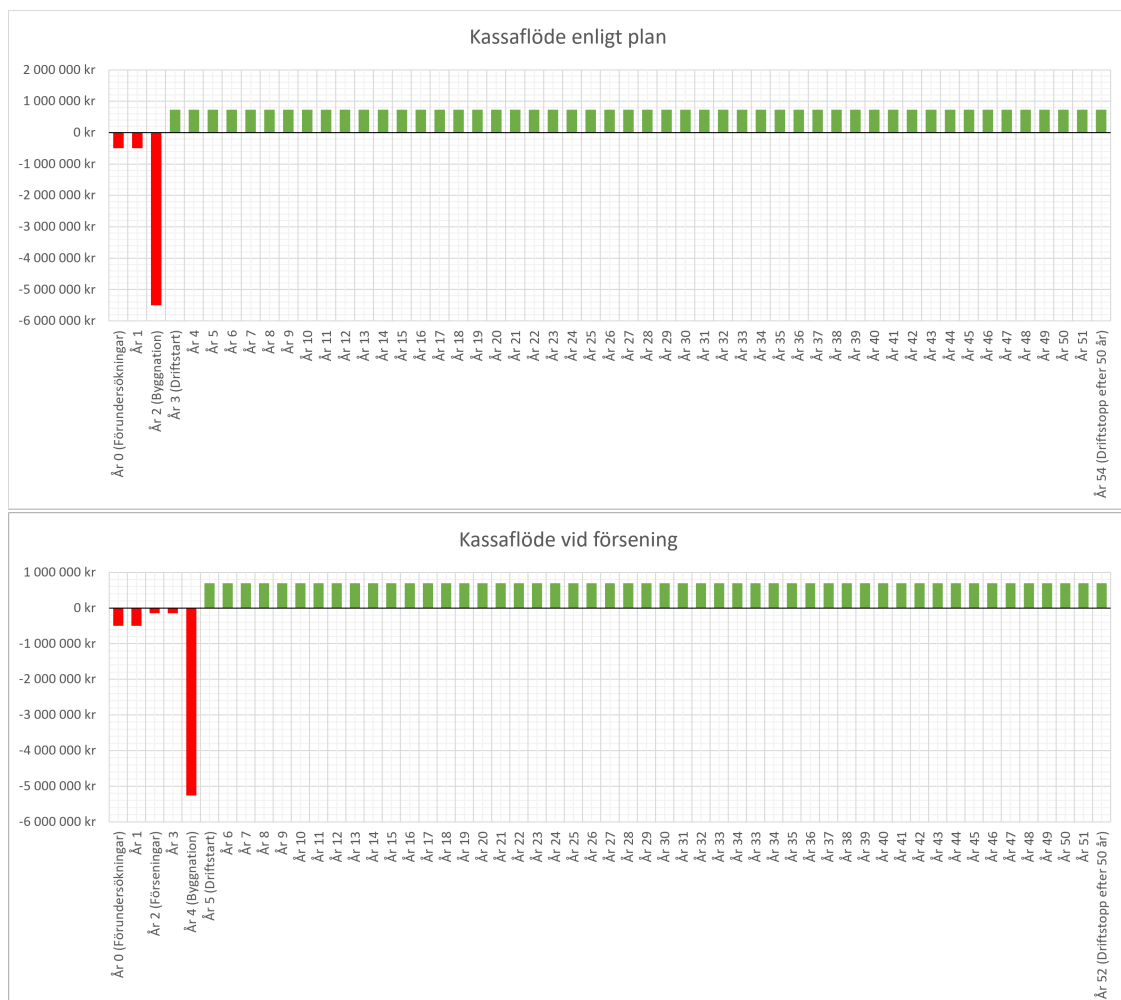 Kassaflöde enligt plan
2 000 000 kr
1 000 000 kr
0 kr
-1 000 000 kr
-2 000 000 kr
-3 000 000 kr
-4 000 000 kr
-5 000 000 kr
-6 000 000 kr
År 0 (Förundersökningar)
År 1
År 2 (Byggnation)
År 3 (Driftstart)
År 4
År 5
År 6
År 7
År 8
År 9
År 10
År 11
År 12
År 13
År 14
År 15
År 16
År 17
År 18
År 19
År 20
År 21
År 22
År 23
År 24
År 25
År 26
År 27
År 28
År 29
År 30
År 31
År 32
År 33
År 34
År 35
År 36
År 37
År 38
År 39
År 40
År 41
År 42
År 43
År 44
År 45
År 46
År 47
År 48
År 49
År 50
År 51
År 54 (Driftstopp efter 50 år)
Kassaflöde vid försening
1 000 000 kr
0 kr
-1 000 000 kr
-2 000 000 kr
-3 000 000 kr
-4 000 000 kr
-5 000 000 kr
-6 000 000 kr
År 0 (Förundersökningar)
År 1
År 2 (Förseningar)
År 3
År 4 (Byggnation)
År 5 (Driftstart)
År 6
År 7
År 8
År 9
År 10
År 11
År 12
År 13
År 14
År 15
År 16
År 17
År 18
År 19
År 20
År 21
År 22
År 23
År 24
År 25
År 26
År 27
År 28
År 29
År 30
År 31
År 32
År 33
År 34
År 33
År 34
År 35
År 36
År 37
År 38
År 39
År 40
År 41
År 42
År 43
År 44
År 45
År 46
År 47
År 48
År 49
År 50
År 51
År 52 (Driftstopp efter 50 år)